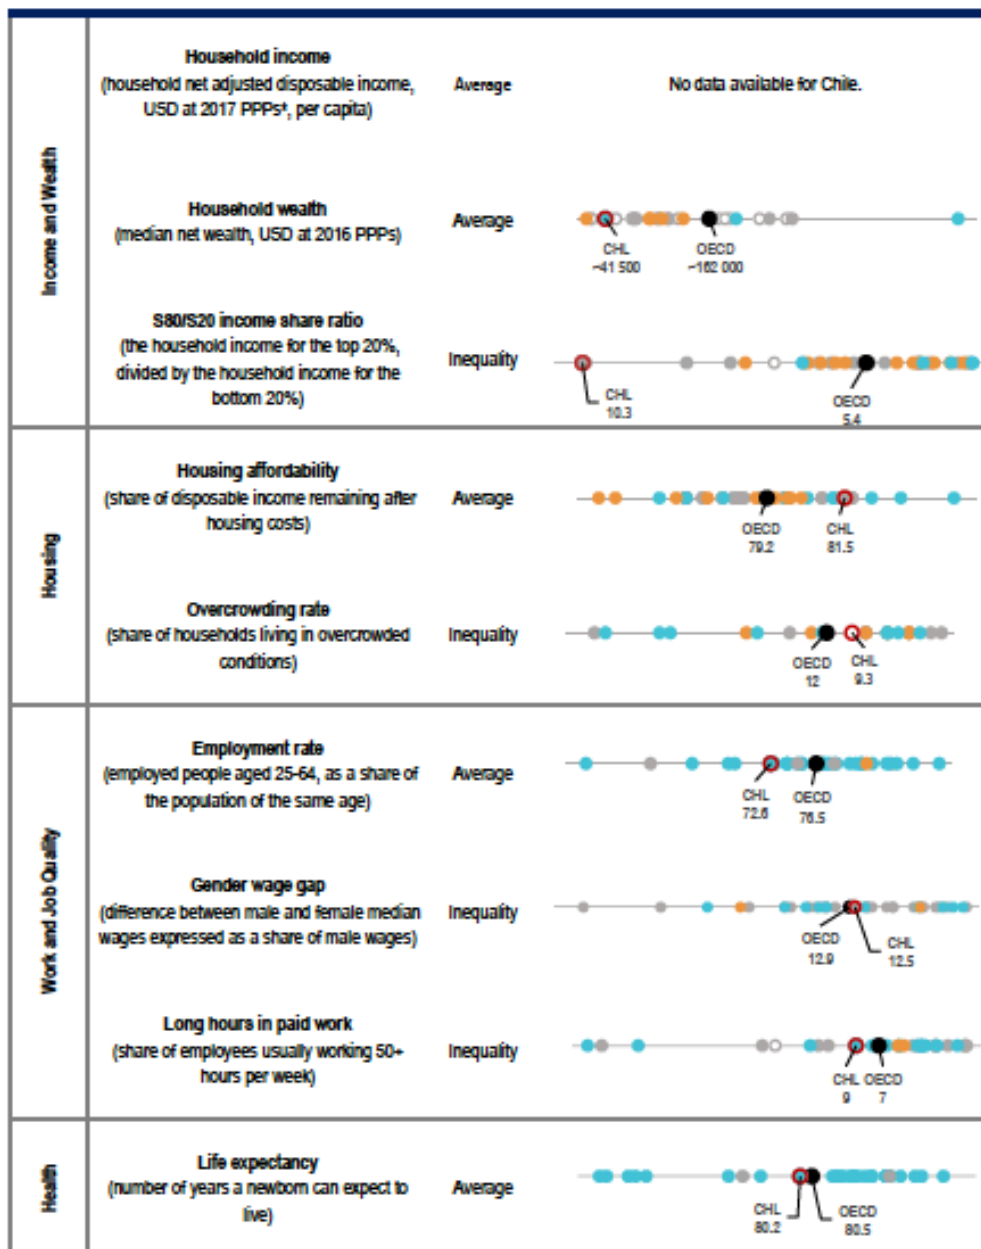 Income and Wealth
Household income
(household net adjusted disposable income,
USD at 2017 PPPs*, per capita)
Average
No data available for Chile.
Household wealth
(median net wealth, USD at 2016 PPPs)
Average
CHL
~41 500
OECD
~162 000
S80/S20 income share ratio
(the household income for the top 20%,
divided by the household income for the
bottom 20%)
Inequality
CHL
10.3
OECD
5.4
Housing
Housing affordability
(share of disposable income remaining after
housing costs)
Average
OECD
79.2
CHL
81.5
Overcrowding rate
(share of households living in overcrowded
conditions)
Inequality
OECD
12
CHL
9.3
Work and Job Quality
Employment rate
(employed people aged 25-64, as a share of
the population of the same age)
Average
CHL
72.6
OECD
76.5
Gender wage gap
(difference between male and female median
wages expressed as a share of male wages)
Inequality
OECD
12.9
CHL
12.5
Long hours in paid work
(share of employees usually working 50+
hours per week)
Inequality
CHL
9
OECD
7
Health
Life expectancy
(number of years a newborn can expect to
live)
Average
CHL
80.2
OECD
80.5